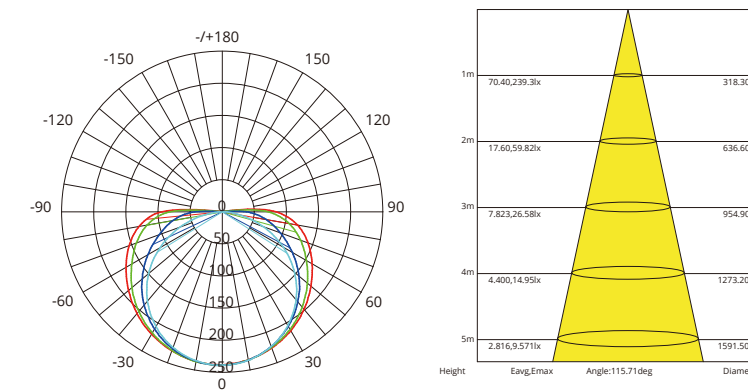 -/+180
-150
150
-120
120
-90
0
90
50
100
-60
60
150
200
-30
30
250
0
1m
70.40,239.3lx
318.30
2m
17.60,59.82lx
636.60
3m
7.823,26.58lx
954.90
4m
4.400,14.95lx
1273.20
5m
2.816,9.571lx
1591.50
Height
Eavg,Emax
Angle:115.71deg
Diame